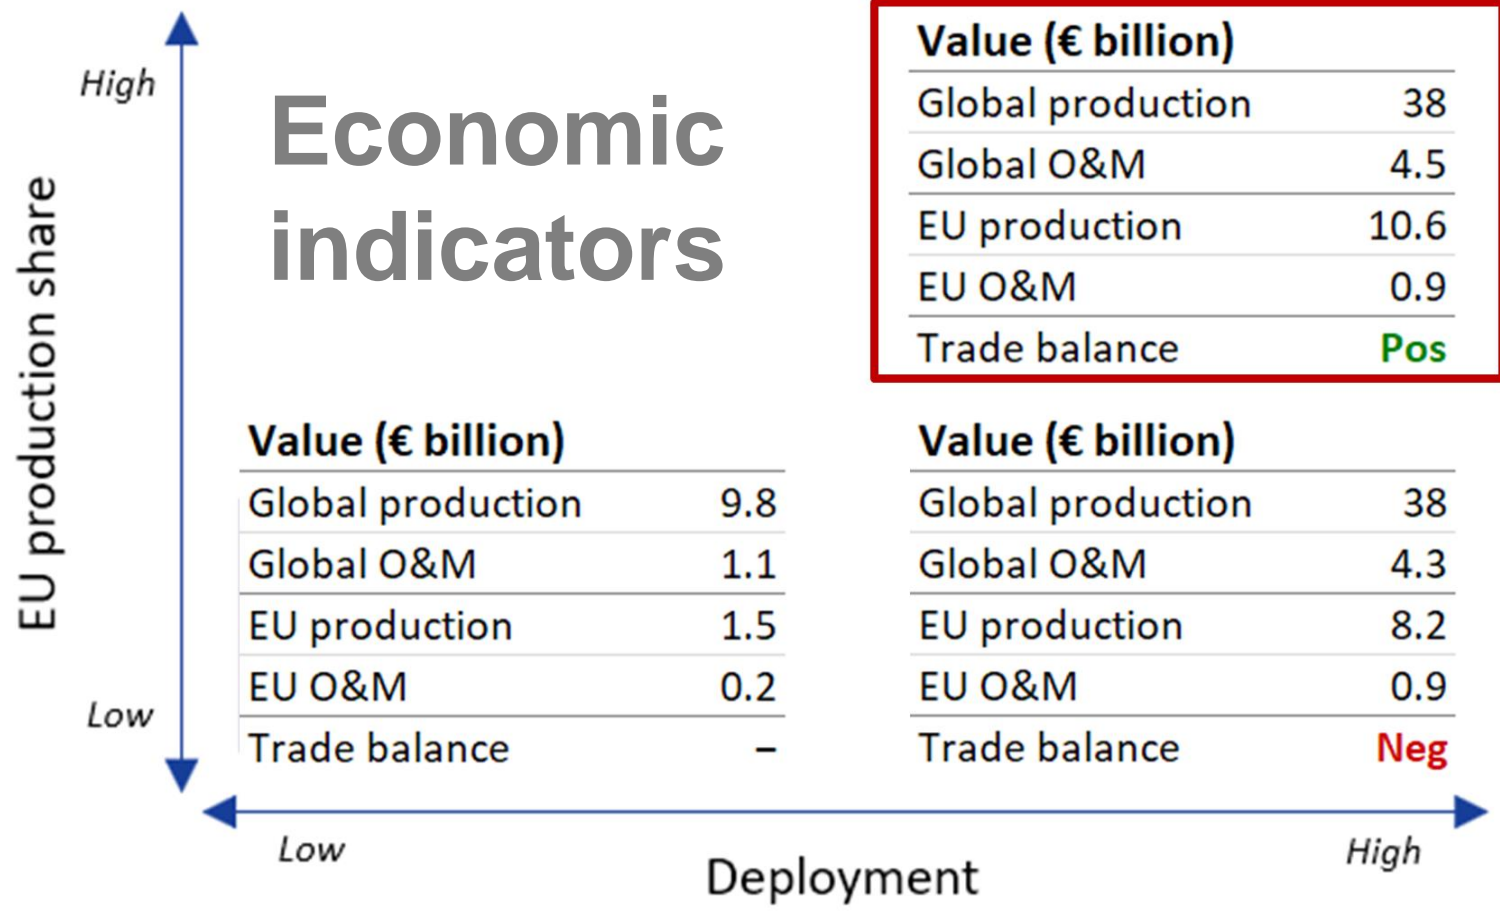 High
EU production share
Low
Economic
indicators
Value (€ billion)
Global production 38
Global O&M 4.5
EU production 10.6
EU O&M 0.9
Trade balance Pos
Value (€ billion)
Global production 9.8
Global O&M 1.1
EU production 1.5
EU O&M 0.2
Trade balance –
Value (€ billion)
Global production 38
Global O&M 4.3
EU production 8.2
EU O&M 0.9
Trade balance Neg
Low
High
Deployment